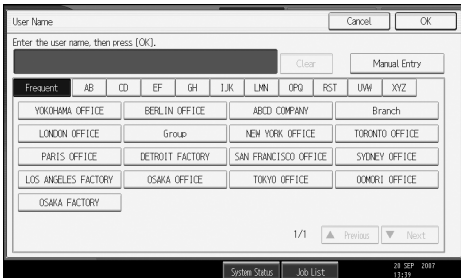 User Name
Cancel
OK
Enter the user name, then press [OK].
Clear
Manual Entry
Frequent AB CD EF GH IJK LMN OPQ RST UVW XYZ
YOKOHAMA OFFICE BERLIN OFFICE ABCD COMPANY Branch
LONDON OFFICE Group NEW YORK OFFICE TORONTO OFFICE
PARIS OFFICE DETROIT FACTORY SAN FRANCISCO OFFICE SYDNEY OFFICE
LOS ANGELES FACTORY OSAKA OFFICE TOKYO OFFICE OOMORI OFFICE
OSAKA FACTORY
1/1 ▲ Previous ▼ Next
System Status Job List 20 SEP 2007
13:39